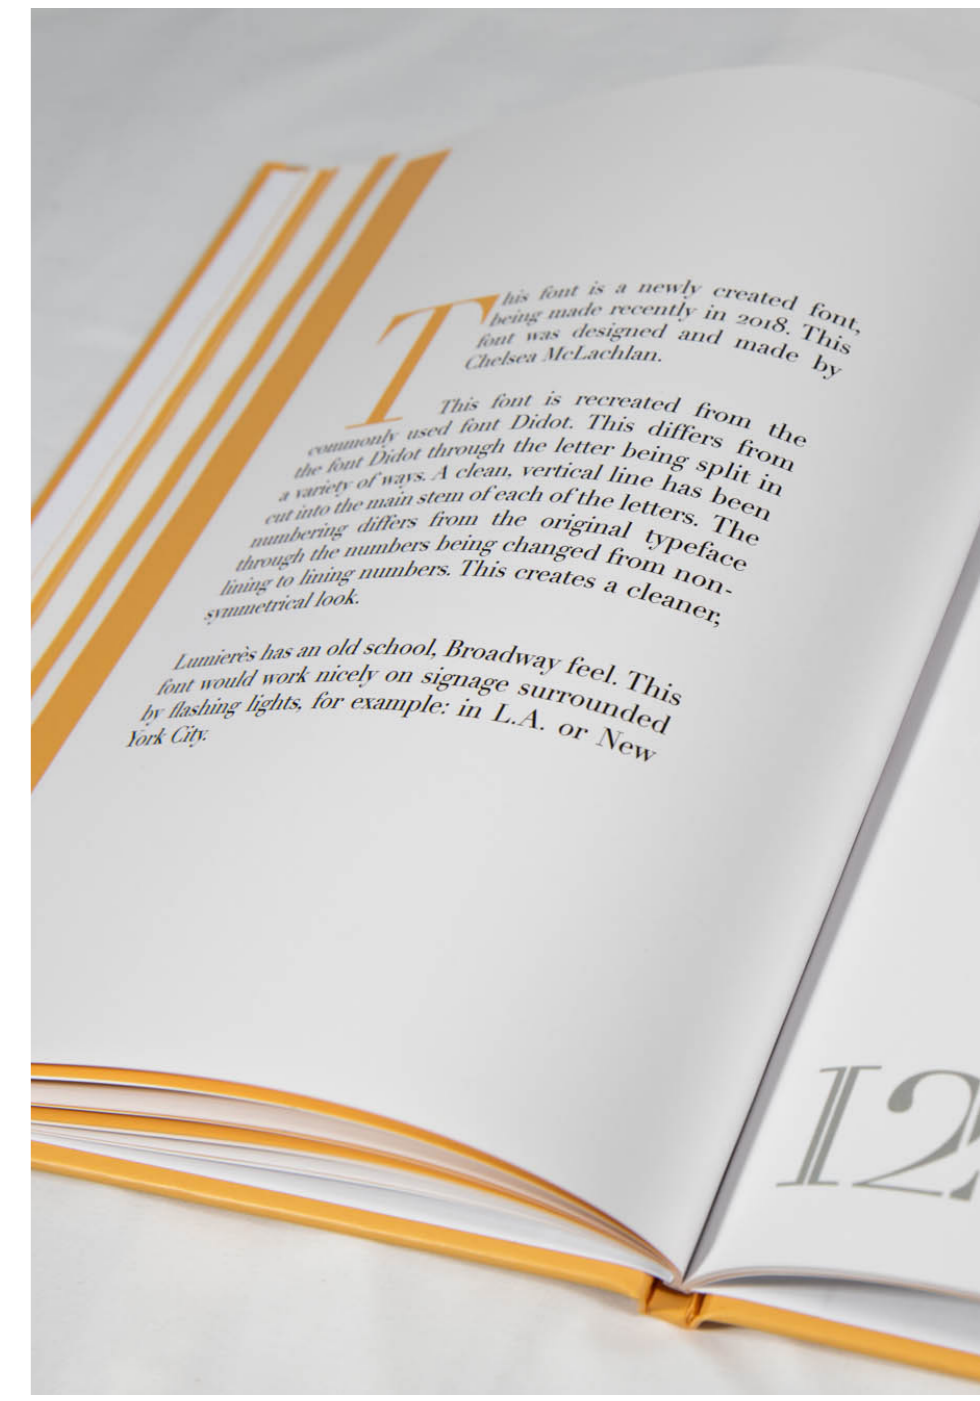 This font is a newly created font,
being made recently in 2018. This
font was designed and made by
Chelsea McLachlan.
This font is recreated from the
commonly used font Didot. This differs from
the font Didot through the letter being split in
a variety of ways. A clean, vertical line has been
cut into the main stem of each of the letters. The
numbering differs from the original typeface
through the numbers being changed from non-
lining to lining numbers. This creates a cleaner,
symmetrical look.
Lumierès has an old school, Broadway feel. This
font would work nicely on signage surrounded
by flashing lights, for example: in L.A. or New
York City.
12